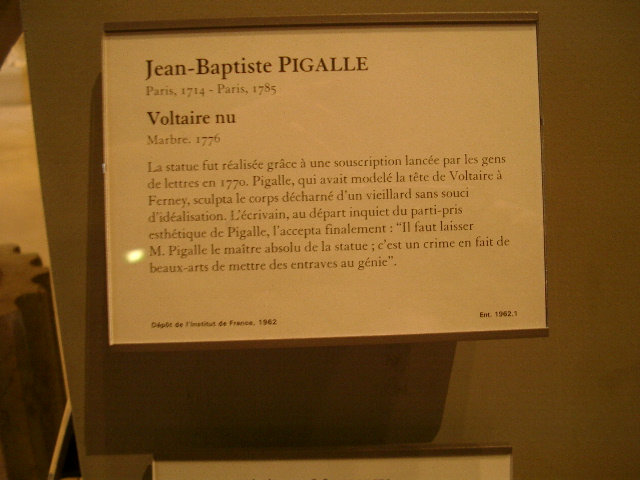 Jean-Baptiste PIGALLE
Paris, 1714 - Paris, 1785
Voltaire nu
Marbre. 1776
La statue fut réalisée grâce à une souscription lancée par les gens
de lettres en 1770. Pigalle, qui avait modelé la tête de Voltaire à
Ferney, sculpta le corps décharné d'un vieillard sans souci
d'idéalisation. L'écrivain, au départ inquiet du parti-pris
esthétique de Pigalle, l'accepta finalement : "Il faut laisser
M. Pigalle le maître absolu de la statue ; c'est un crime en fait de
beaux-arts de mettre des entraves au génie".
Dépôt de l'Institut de France, 1962
Ent. 1962.1